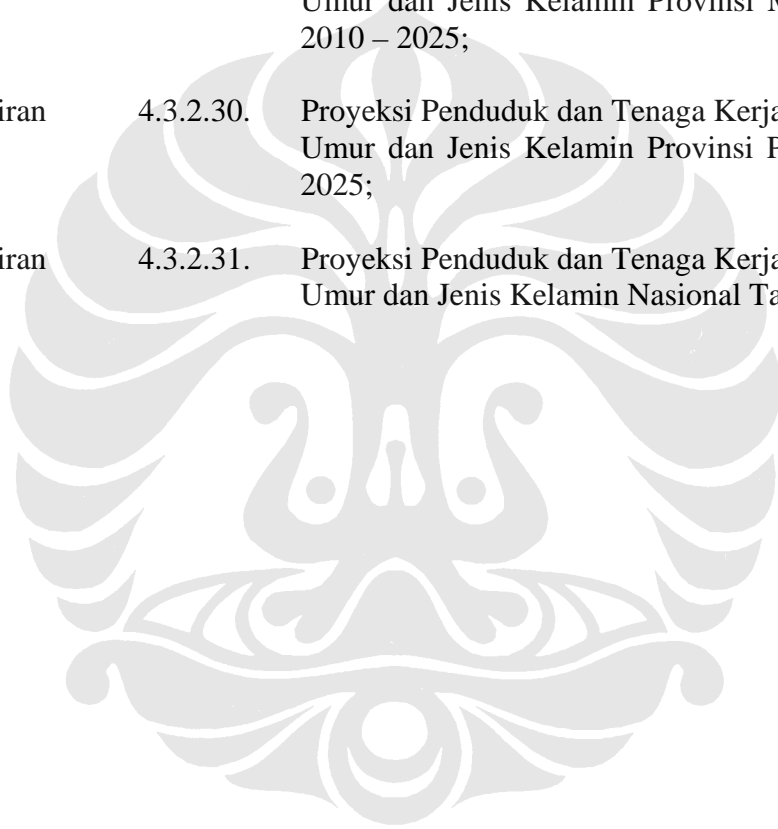 Umur dan Jenis Kelamin Provinsi M
2010 – 2025;
iran 4.3.2.30. Proyeksi Penduduk dan Tenaga Kerja
Umur dan Jenis Kelamin Provinsi P
2025;
iran 4.3.2.31. Proyeksi Penduduk dan Tenaga Kerja
Umur dan Jenis Kelamin Nasional Ta